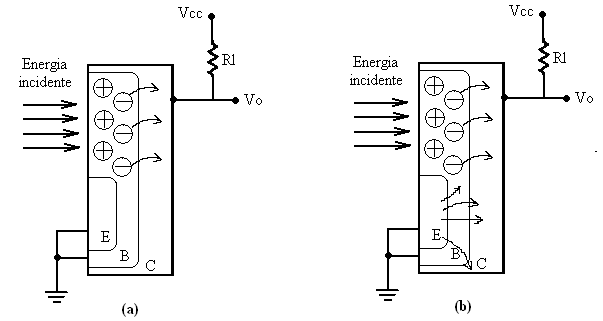 Vcc
Rl
Energia
incidente
Vo
E
B
C
(a)
Vcc
Rl
Energia
incidente
Vo
E
B
C
(b)